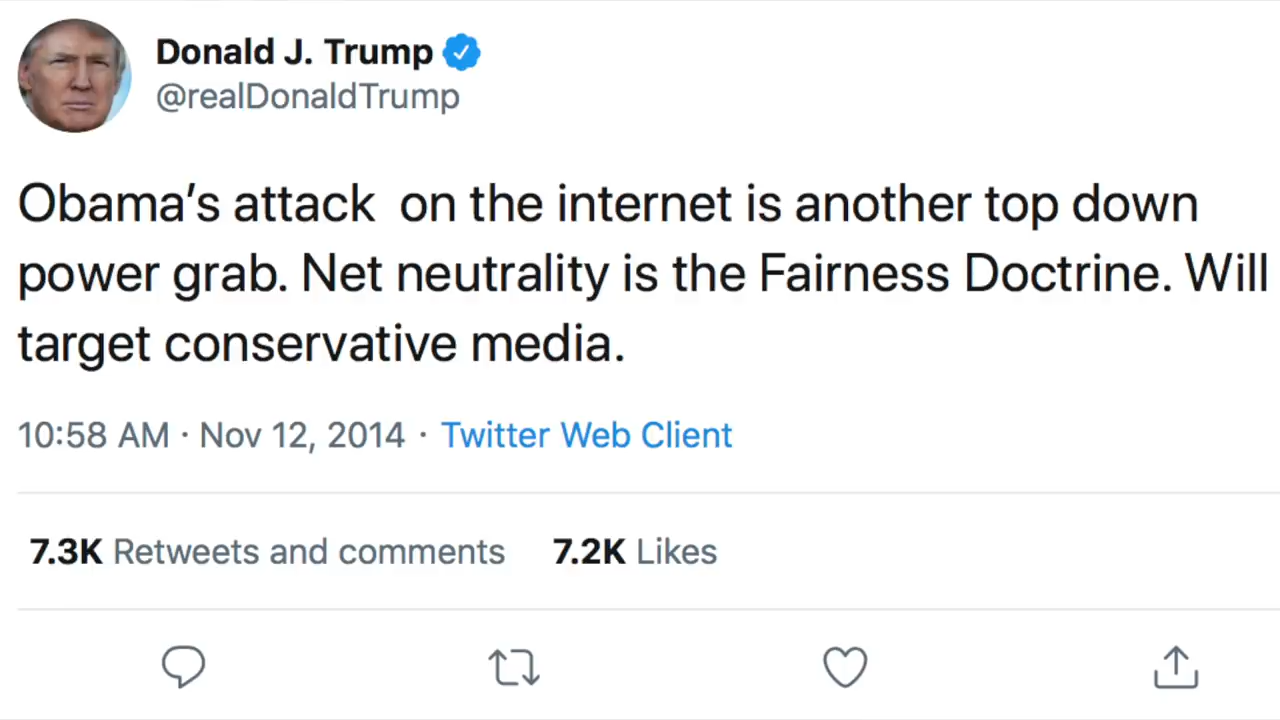 Donald J. Trump
@realDonaldTrump
Obama’s attack  on the internet is another top down
power grab. Net neutrality is the Fairness Doctrine. Will
target conservative media.
10:58 AM · Nov 12, 2014 · Twitter Web Client
7.3K Retweets and comments 7.2K Likes